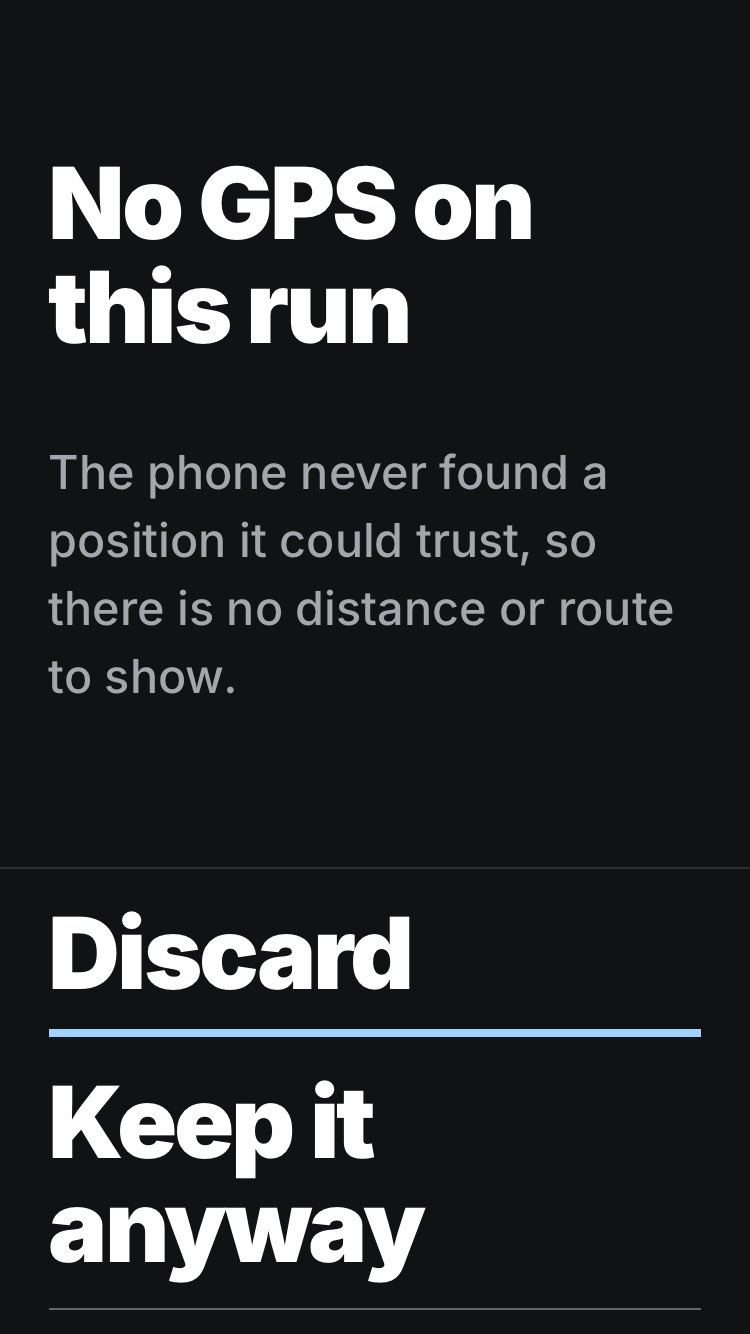 No GPS on
this run
The phone never found a
position it could trust, so
there is no distance or route
to show.
Discard
Keep it
anyway